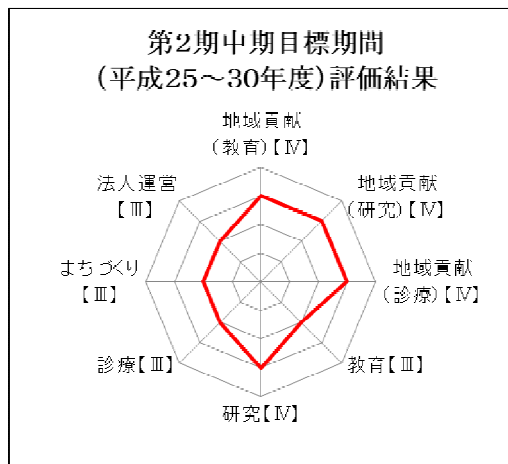 第2期中期目標期間
(平成25～30年度)評価結果
地域貢献
(教育)【Ⅳ】
法人運営
【Ⅲ】
地域貢献
(研究)【Ⅳ】
まちづくり
【Ⅲ】
地域貢献
(診療)【Ⅳ】
診療【Ⅲ】
教育【Ⅲ】
研究【Ⅳ】